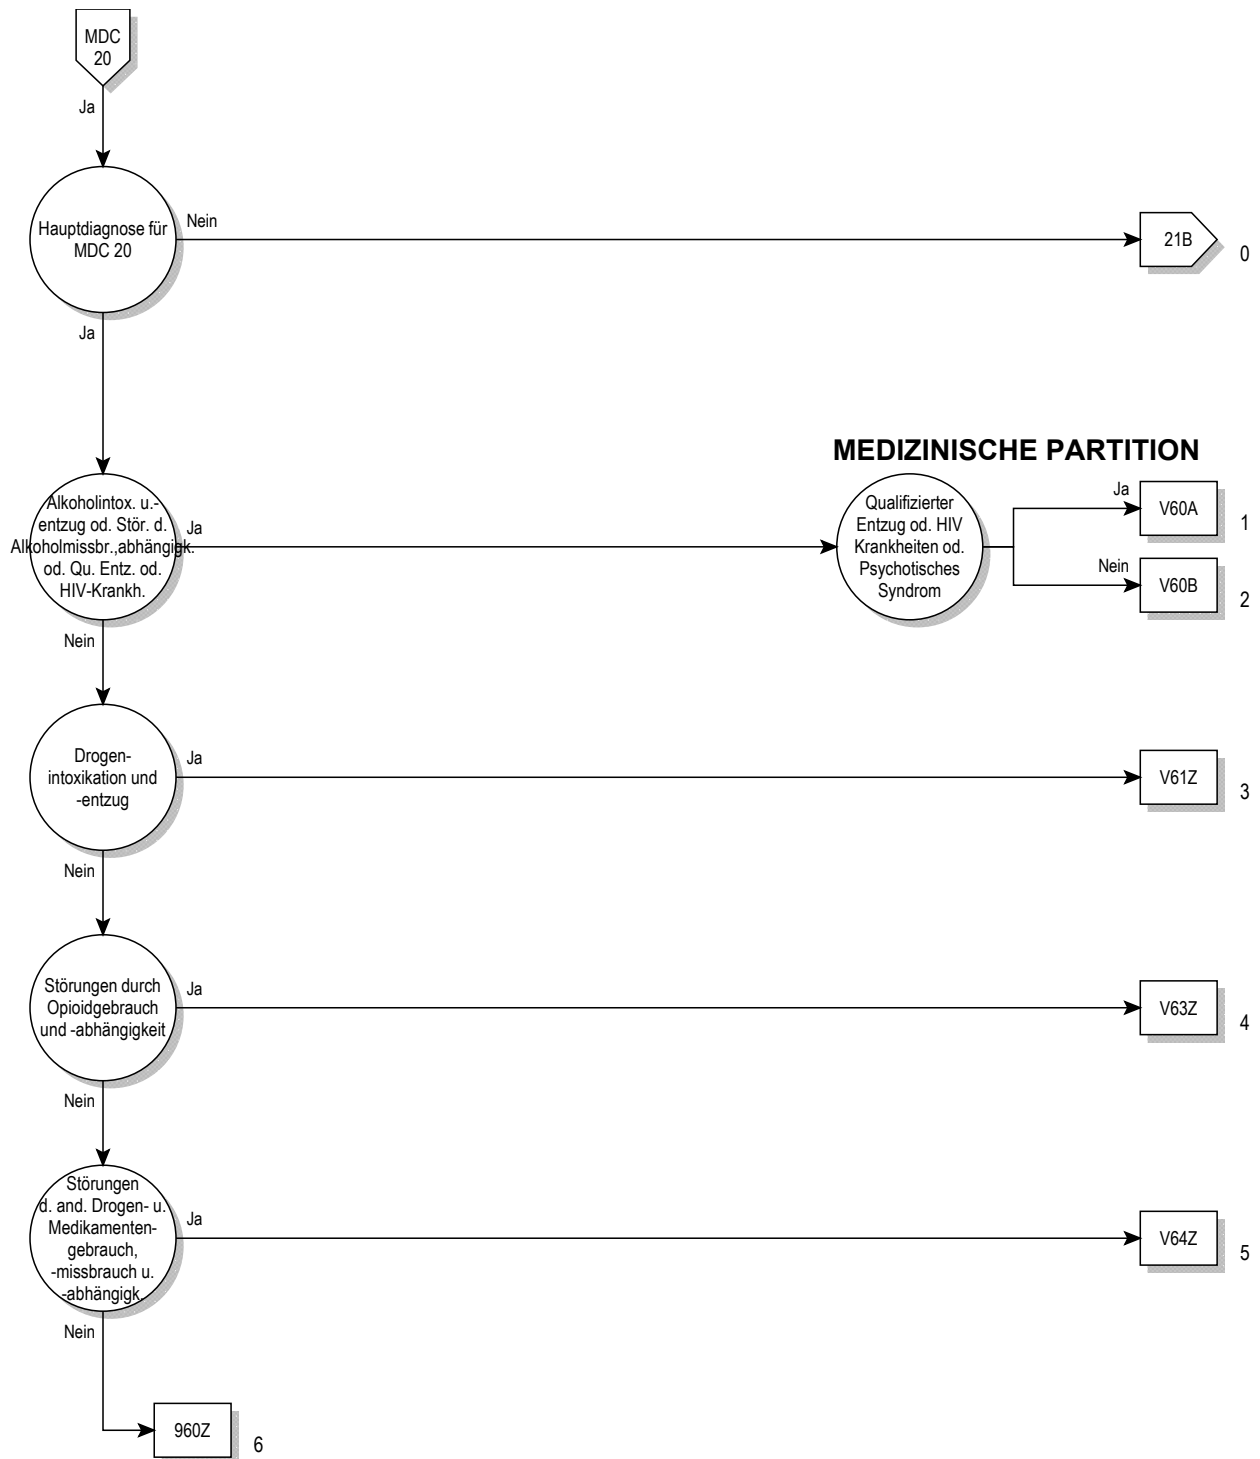 MDC
20
Ja
Hauptdiagnose für
MDC 20
Nein
21B
0
Ja
MEDIZINISCHE PARTITION
Alkoholintox. u.-
entzug od. Stör. d.
Alkoholmissbr.,abhängigk.
od. Qu. Entz. od.
HIV-Krankh.
Ja
Qualifizierter
Entzug od. HIV
Krankheiten od.
Psychotisches
Syndrom
Ja
V60A
1
Nein
V60B
2
Nein
Drogen-
intoxikation und
-entzug
Ja
V61Z
3
Nein
Störungen durch
Opioidgebrauch
und -abhängigkeit
Ja
V63Z
4
Nein
Störungen
d. and. Drogen- u.
Medikamenten-
gebrauch,
-missbrauch u.
-abhängigk.
Ja
V64Z
5
Nein
960Z
6